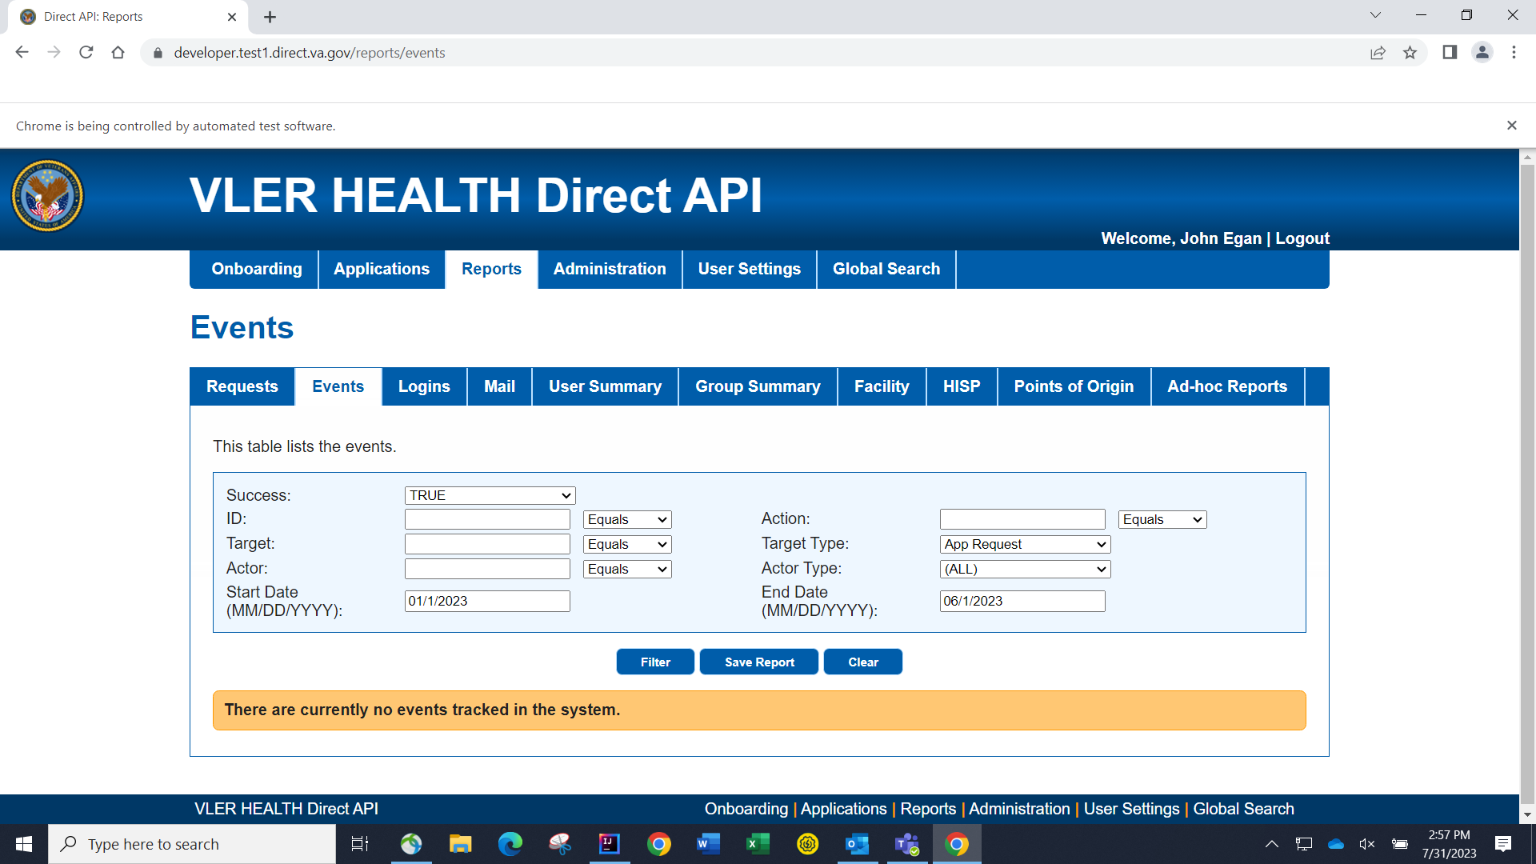 Direct API: Reports
developer.test1.direct.va.gov/reports/events
Chrome is being controlled by automated test software.
VLER HEALTH Direct API
Welcome, John Egan | Logout
Onboarding Applications Reports Administration User Settings Global Search
Events
Requests Events Logins Mail User Summary Group Summary Facility HISP Points of Origin Ad-hoc Reports
This table lists the events.
Success: TRUE
ID: Equals Action: Equals
Target: Equals Target Type: App Request
Actor: Equals Actor Type: (ALL)
Start Date (MM/DD/YYYY): 01/1/2023 End Date (MM/DD/YYYY): 06/1/2023
Filter Save Report Clear
There are currently no events tracked in the system.
VLER HEALTH Direct API Onboarding | Applications | Reports | Administration | User Settings | Global Search
Type here to search
2:57 PM
7/31/2023